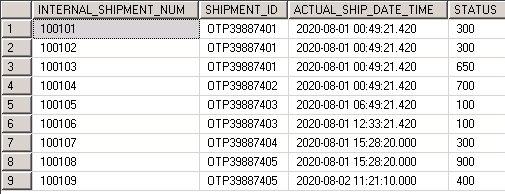 INTERNAL_SHIPMENT_NUM SHIPMENT_ID ACTUAL_SHIP_DATE_TIME STATUS
1 100101 OTP39887401 2020-08-01 00:49:21.420 300
2 100102 OTP39887401 2020-08-01 00:49:21.420 300
3 100103 OTP39887401 2020-08-01 00:49:21.420 650
4 100104 OTP39887402 2020-08-01 00:49:21.420 700
5 100105 OTP39887403 2020-08-01 06:49:21.420 100
6 100106 OTP39887403 2020-08-01 12:33:21.420 100
7 100107 OTP39887404 2020-08-01 15:28:20.000 300
8 100108 OTP39887405 2020-08-01 15:28:20.000 900
9 100109 OTP39887405 2020-08-02 11:21:10.000 400